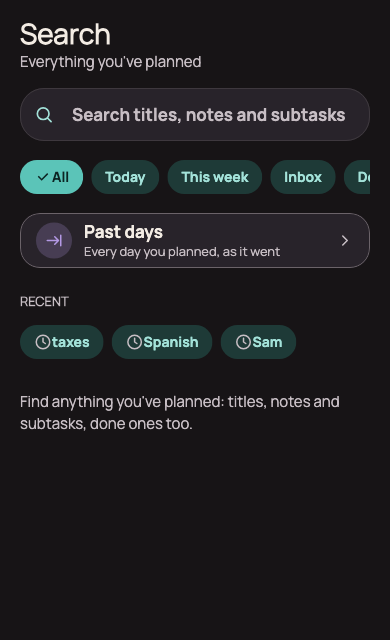 Search
Everything you've planned
Search titles, notes and subtasks
All
Today
This week
Inbox
Past days
Every day you planned, as it went
RECENT
taxes
Spanish
Sam
Find anything you've planned: titles, notes and
subtasks, done ones too.